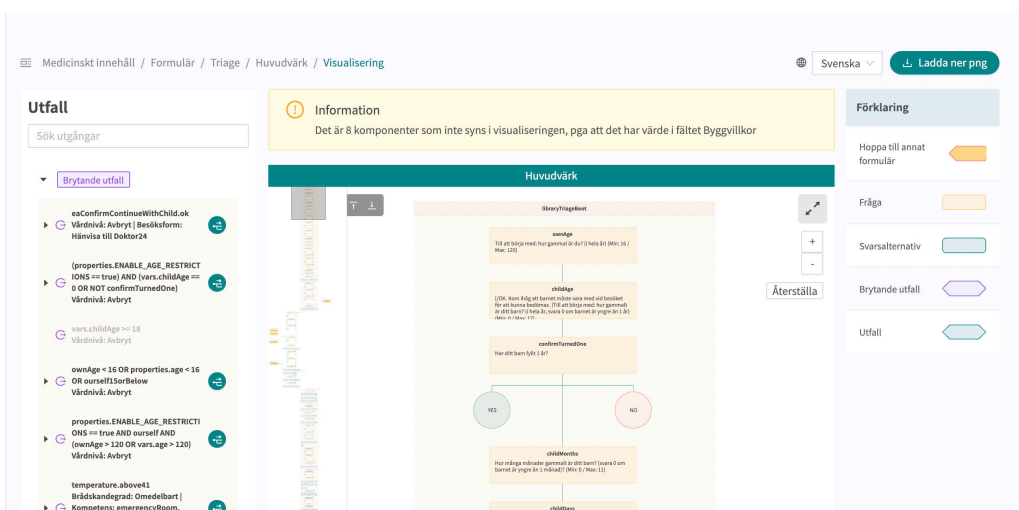 Medicinskt innehåll / Formulär / Triage / Huvudvärk / Visualisering
Svenska
Ladda ner png
Utfall
Sök utgångar
Brytande utfall
eaConfirmContinueWithChild.ok
Vårdnivå: Avbryt | Besöksform:
Hänvisa till Doktor24
(properties.ENABLE_AGE_RESTRICT
IONS == true) AND (vars.childAge ==
0 OR NOT confirmTurnedOne)
Vårdnivå: Avbryt
vars.childAge >= 18
Vårdnivå: Avbryt
ownAge < 16 OR properties.age < 16
OR ourself15orBelow
Vårdnivå: Avbryt
properties.ENABLE_AGE_RESTRICTI
ONS == true AND ourself AND
(ownAge > 120 OR vars.age > 120)
Vårdnivå: Avbryt
temperature.above41
Brådskandegrad: Omedelbart |
Kompetens: emergencyRoom,
Information
Det är 8 komponenter som inte syns i visualiseringen, pga att det har värde i fältet Byggvillkor
Huvudvärk
libraryTriageBoot
ownAge
Till att börja med: hur gammal är du? (i hela år) (Min: 16 /
Max: 120)
childAge
[/OK. Kom ihåg att barnet måste vara med vid besöket
för att kunna bedömas. ]Till att börja med: hur gammalt
är ditt barn? (i hela år, svara 0 om barnet är yngre än 1 år)
(Min: 0 / Max: 17)
confirmTurnedOne
Har ditt barn fyllt 1 år?
YES
NO
childMonths
Hur många månader gammalt är ditt barn? (svara 0 om
barnet är yngre än 1 månad)? (Min: 0 / Max: 11)
childDays
+
-
Återställa
Förklaring
Hoppa till annat
formulär
Fråga
Svarsalternativ
Brytande utfall
Utfall